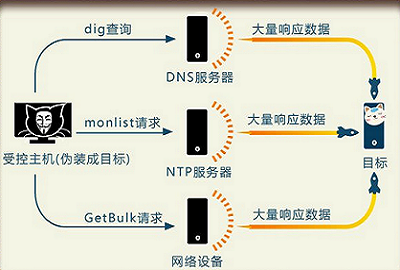 dig查询
大量响应数据
DNS服务器
monlist请求
大量响应数据
受控主机(伪装成目标)
NTP服务器
目标
GetBulk请求
大量响应数据
网络设备